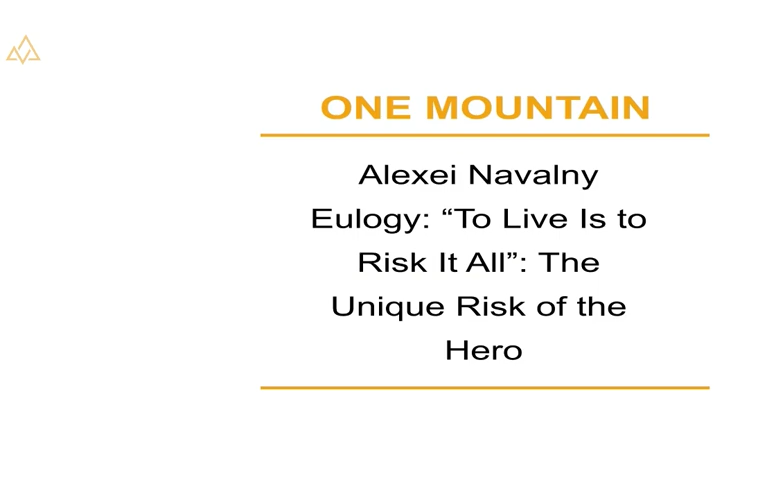 ONE MOUNTAIN
Alexei Navalny
Eulogy: “To Live Is to
Risk It All”: The
Unique Risk of the
Hero